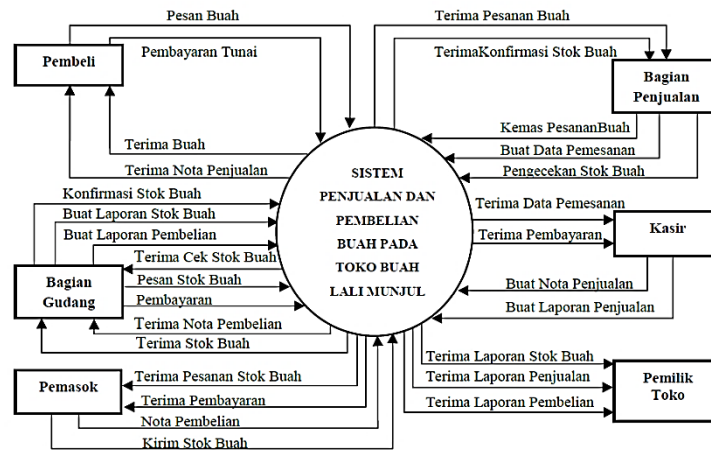 Pesan Buah
Pembayaran Tunai
Pembeli
Terima Buah
Terima Nota Penjualan
Terima Pesanan Buah
TerimaKonfirmasi Stok Buah
Bagian
Penjualan
Kemas PesananBuah
Buat Data Pemesanan
Pengecekan Stok Buah
SISTEM
PENJUALAN DAN
PEMBELIAN
BUAH PADA
TOKO BUAH
LALI MUNJUL
Konfirmasi Stok Buah
Buat Laporan Stok Buah
Buat Laporan Pembelian
Terima Cek Stok Buah
Pesan Stok Buah
Pembayaran
Bagian
Gudang
Terima Nota Pembelian
Terima Stok Buah
Terima Data Pemesanan
Terima Pembayaran
Kasir
Buat Nota Penjualan
Buat Laporan Penjualan
Pemasok
Terima Pesanan Stok Buah
Terima Pembayaran
Nota Pembelian
Kirim Stok Buah
Terima Laporan Stok Buah
Terima Laporan Penjualan
Terima Laporan Pembelian
Pemilik
Toko